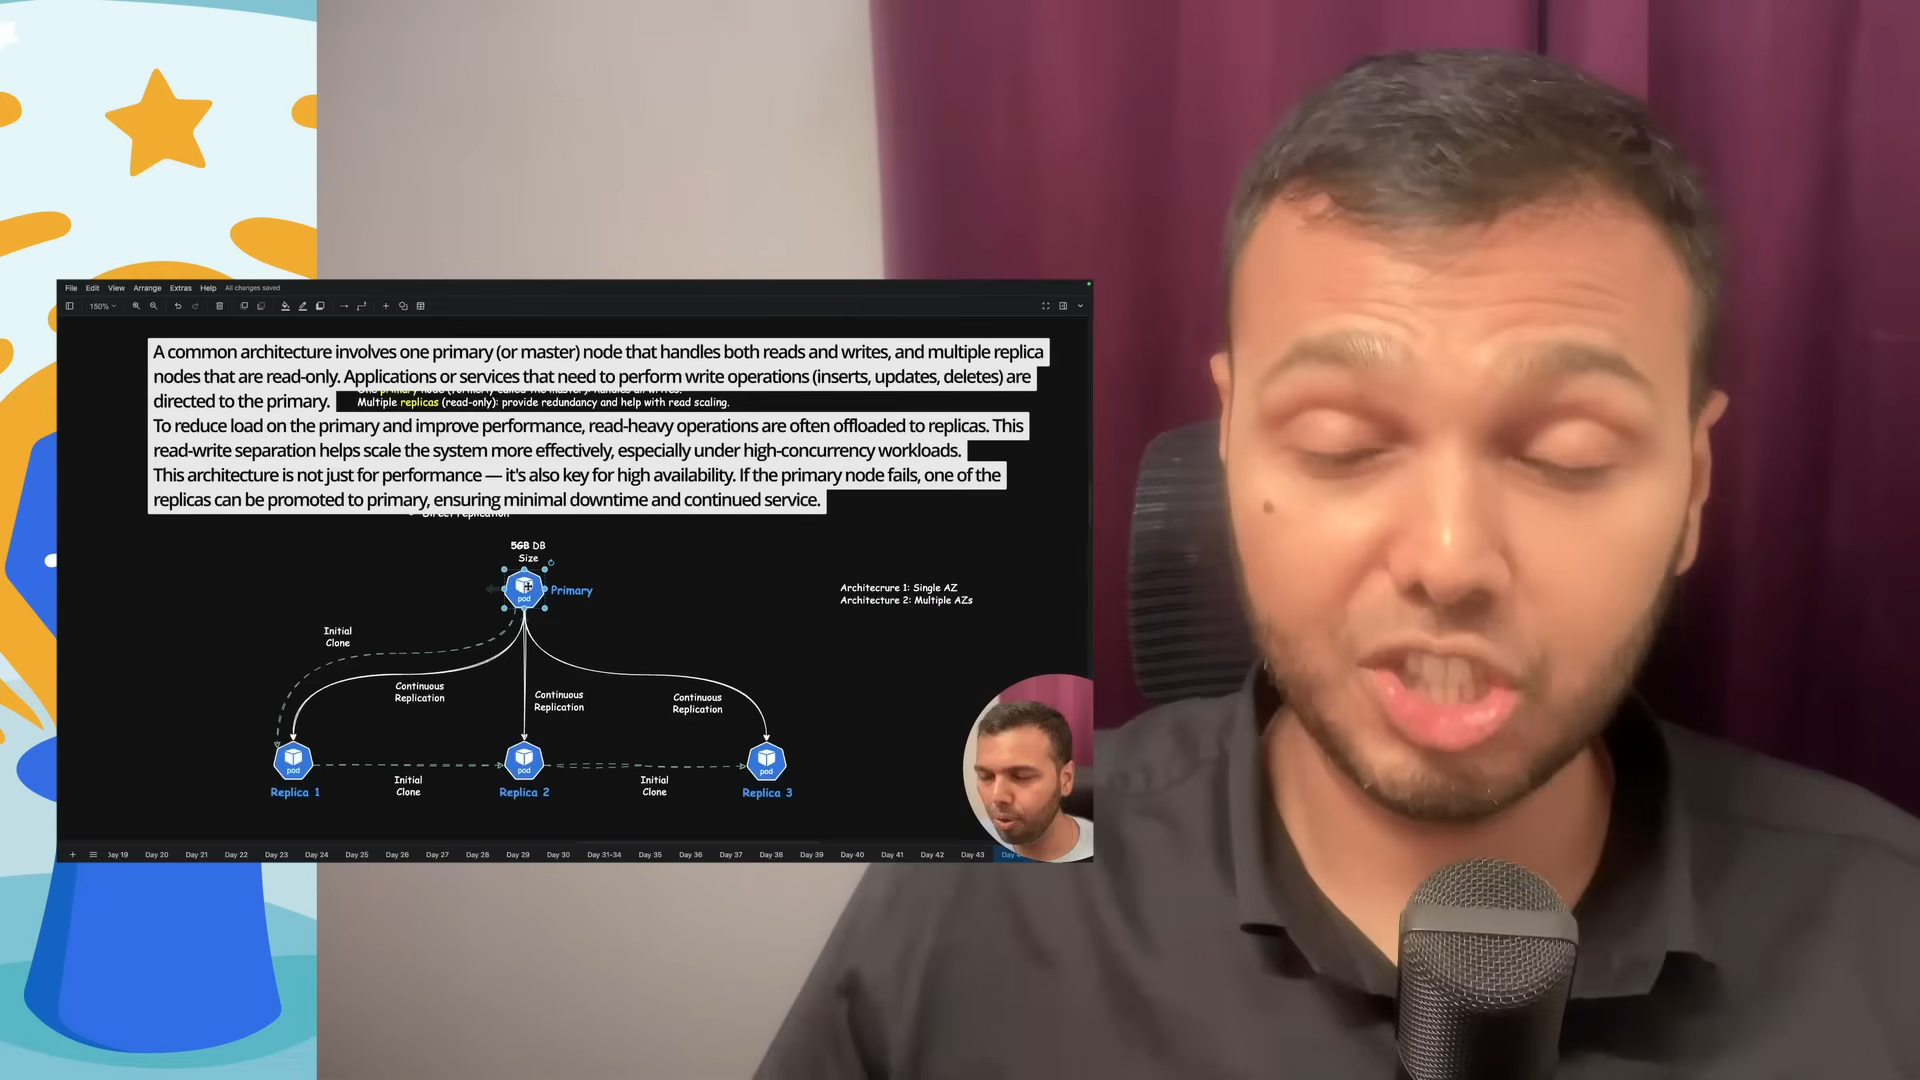 File Edit View Arrange Extras Help All changes saved
150%
A common architecture involves one primary (or master) node that handles both reads and writes, and multiple replica
nodes that are read-only. Applications or services that need to perform write operations (inserts, updates, deletes) are
directed to the primary.
Multiple replicas (read-only): provide redundancy and help with read scaling.
To reduce load on the primary and improve performance, read-heavy operations are often offloaded to replicas. This
read-write separation helps scale the system more effectively, especially under high-concurrency workloads.
This architecture is not just for performance — it's also key for high availability. If the primary node fails, one of the
replicas can be promoted to primary, ensuring minimal downtime and continued service.
Direct replication
5GB DB
Size
pod
Primary
Architecrure 1: Single AZ
Architecture 2: Multiple AZs
Initial
Clone
Continuous
Replication
Continuous
Replication
Continuous
Replication
pod
pod
pod
Initial
Clone
Initial
Clone
Replica 1
Replica 2
Replica 3
Day 19 Day 20 Day 21 Day 22 Day 23 Day 24 Day 25 Day 26 Day 27 Day 28 Day 29 Day 30 Day 31-34 Day 35 Day 36 Day 37 Day 38 Day 39 Day 40 Day 41 Day 42 Day 43